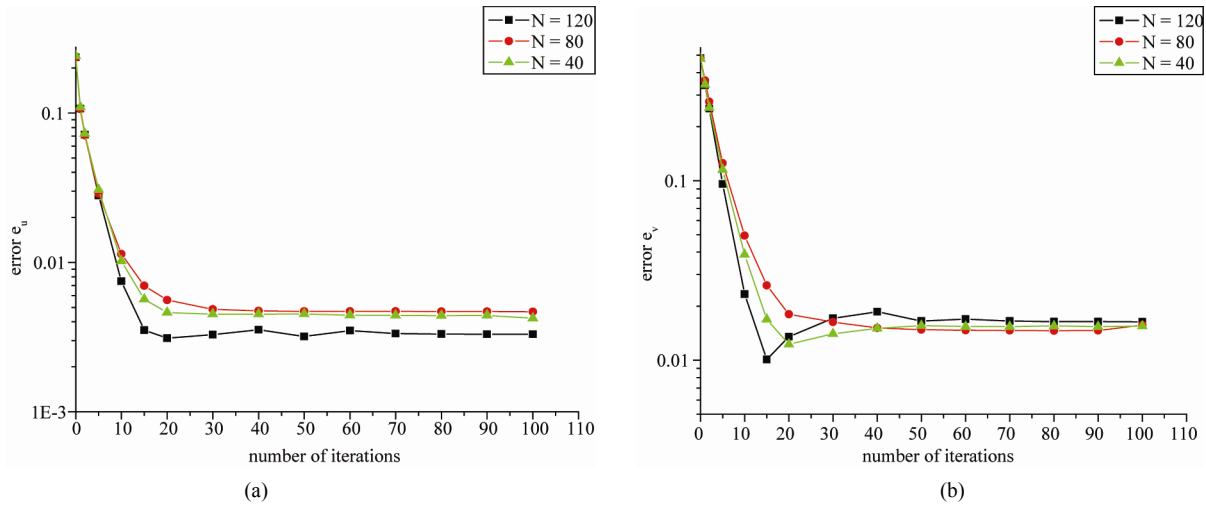 N = 120
N = 80
N = 40
0.1
0.01
1E-3
error e_u
0 10 20 30 40 50 60 70 80 90 100 110
number of iterations
(a)
N = 120
N = 80
N = 40
0.1
0.01
error e_v
0 10 20 30 40 50 60 70 80 90 100 110
number of iterations
(b)